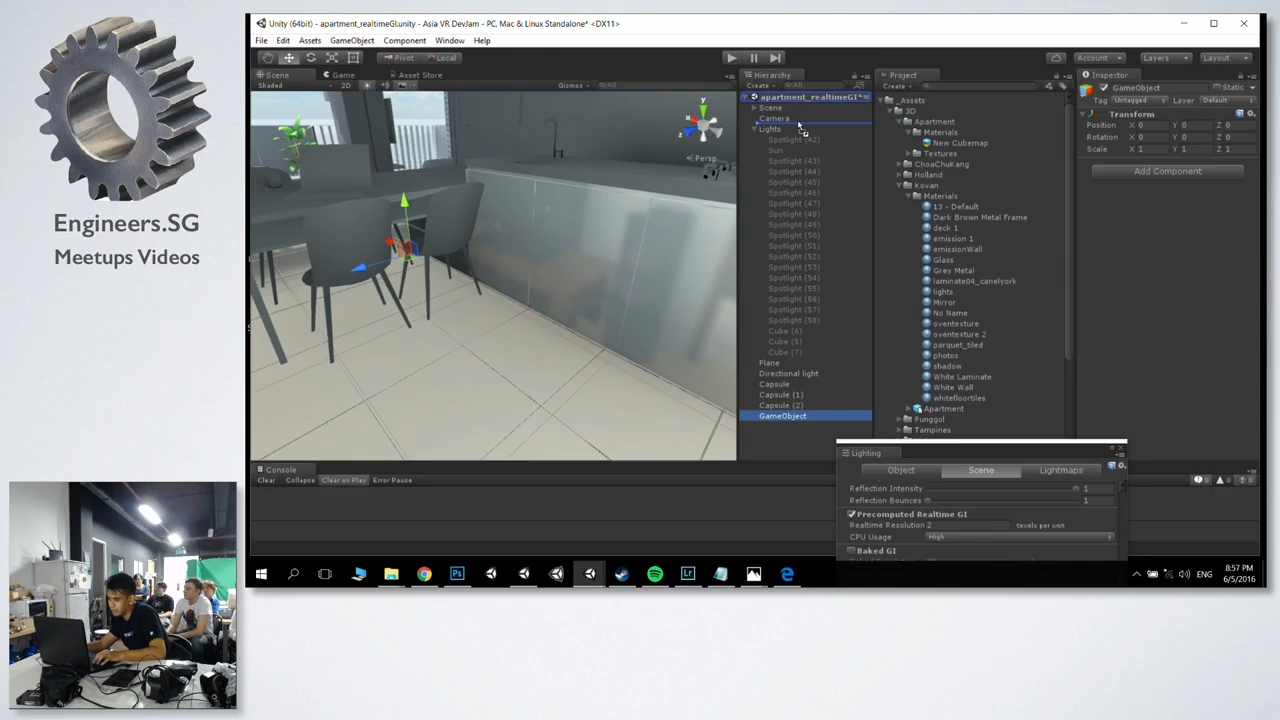 Engineers.SG
Meetups Videos
Unity (64bit) - apartment_realtimeGI.unity - Asia VR DevJam - PC, Mac & Linux Standalone* <DX11>
File Edit Assets GameObject Component Window Help
Pivot Local Account Layers Layout
Scene Game Asset Store
Shaded 2D Gizmos All
Persp
y
x
z
Hierarchy
Create All
apartment_realtimeGI*
Scene
Camera
Lights
Spotlight (42)
Sun
Spotlight (43)
Spotlight (44)
Spotlight (45)
Spotlight (46)
Spotlight (47)
Spotlight (48)
Spotlight (49)
Spotlight (50)
Spotlight (51)
Spotlight (52)
Spotlight (53)
Spotlight (54)
Spotlight (55)
Spotlight (56)
Spotlight (57)
Spotlight (58)
Cube (6)
Cube (5)
Cube (7)
Plane
Directional light
Capsule
Capsule (1)
Capsule (2)
GameObject
Project
Create
_Assets
3D
Apartment
Materials
New Cubemap
Textures
ChoaChuKang
Holland
Kovan
Materials
13 - Default
Dark Brown Metal Frame
deck 1
emission 1
emissionWall
Glass
Grey Metal
laminate04_canelyork
lights
Mirror
No Name
oventexture
oventexture 2
parquet_tiled
photos
shadow
White Laminate
White Wall
whitefloortiles
Apartment
Punggol
Tampines
Inspector
GameObject Static
Tag Untagged Layer Default
Transform
Position X 0 Y 0 Z 0
Rotation X 0 Y 0 Z 0
Scale X 1 Y 1 Z 1
Add Component
Console
Clear Collapse Clear on Play Error Pause
0 0 0
Lighting
Object Scene Lightmaps
Reflection Intensity 1
Reflection Bounces 1
Precomputed Realtime GI
Realtime Resolution 2 texels per unit
CPU Usage High
Baked GI
ENG
8:57 PM
6/5/2016